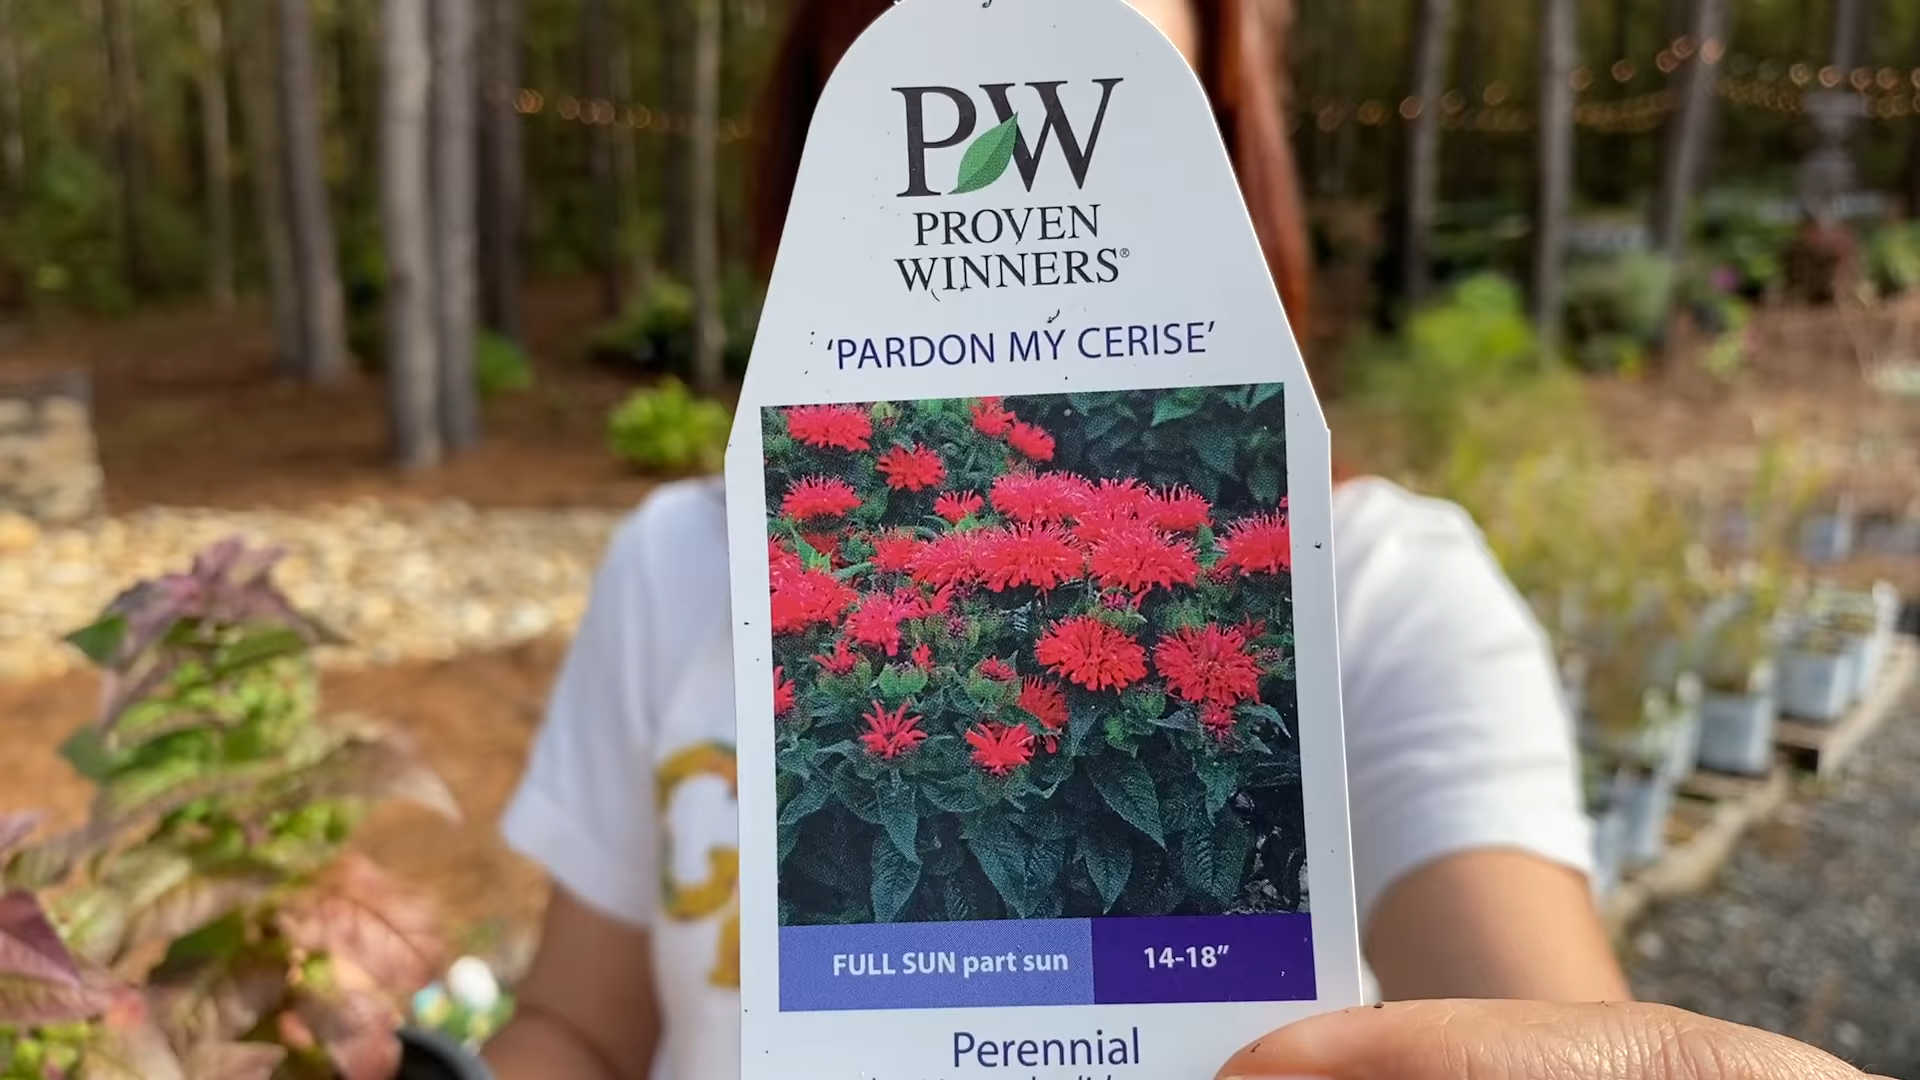 PW
PROVEN
WINNERS®
‘PARDON MY CERISE’
FULL SUN part sun
14-18”
Perennial